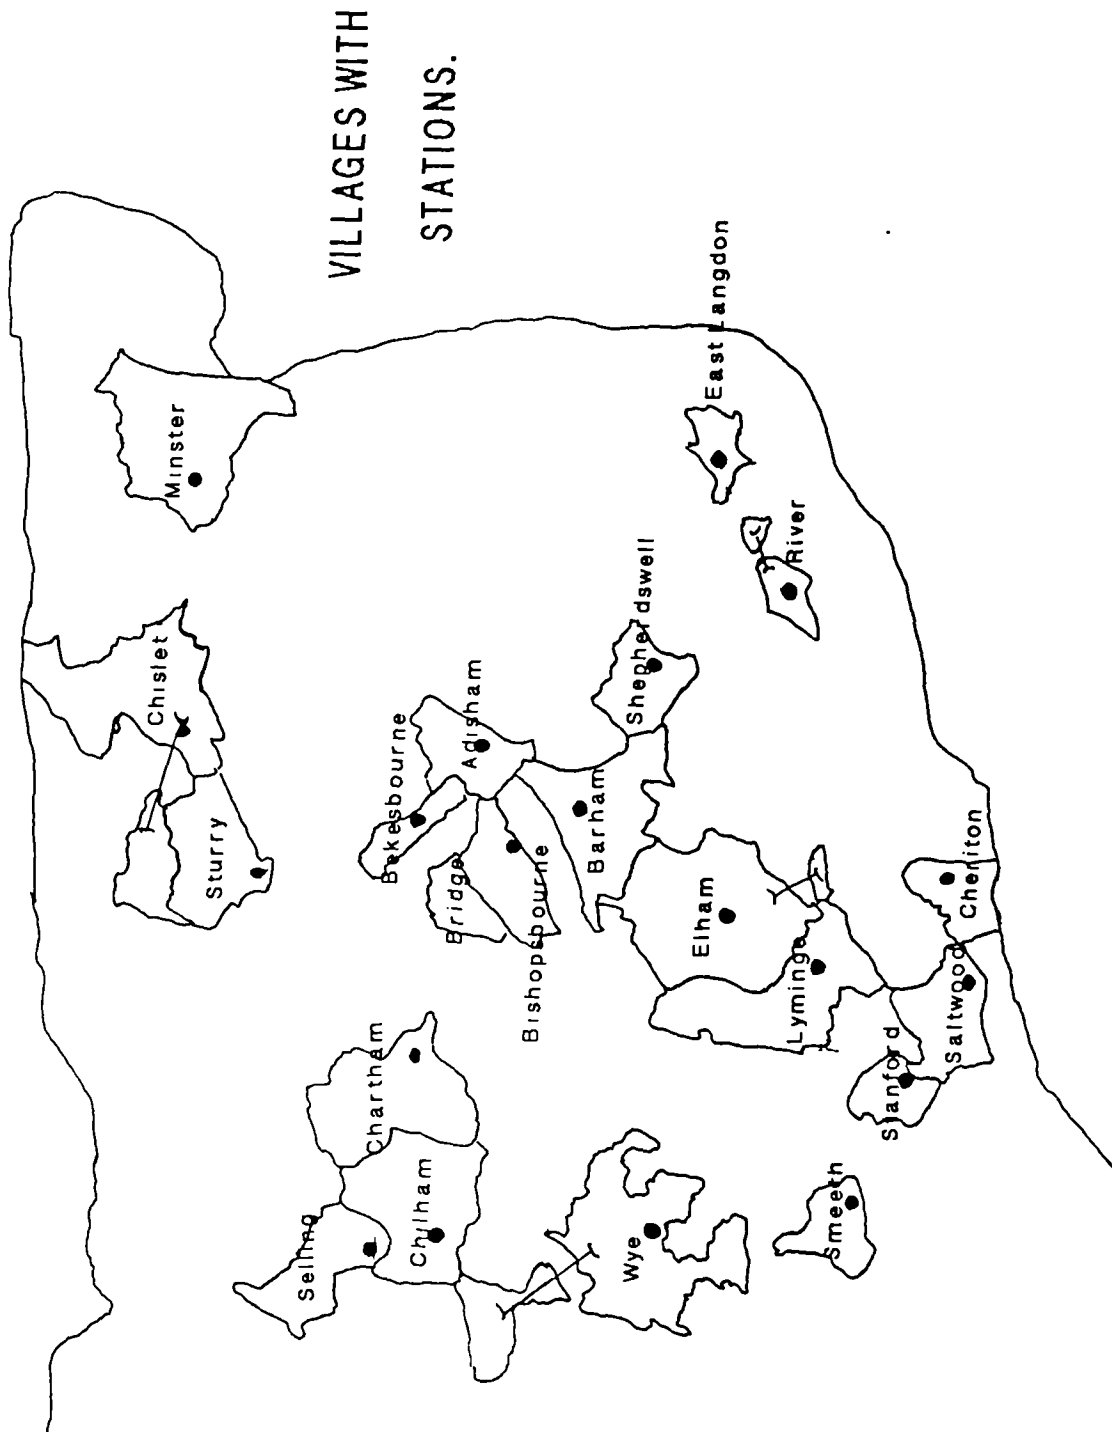 VILLAGES WITH
STATIONS.
Minster
Chislet
Sturry
Bekesbourne
Adisham
Bridge
Bishopsbourne
Barham
Shepherdswell
East Langdon
River
Elham
Lyminge
Cheriton
Saltwood
Stanford
Smeeth
Wye
Chartham
Chilham
Selling